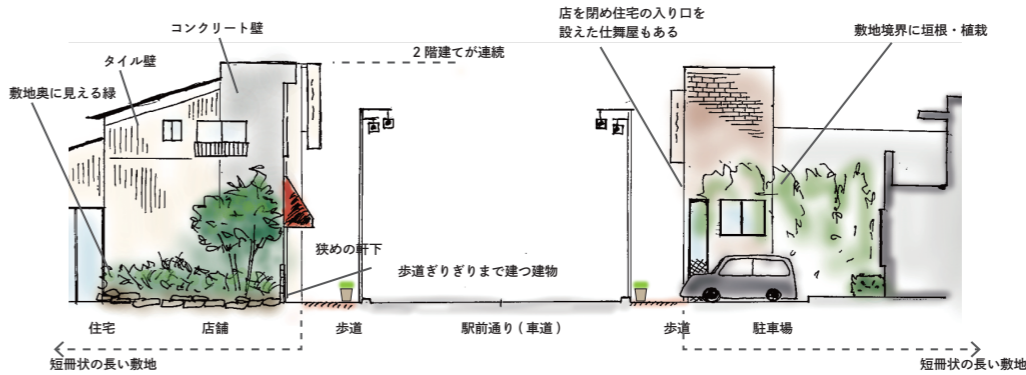 店を閉め住宅の入り口を
設えた仕舞屋もある
コンクリート壁
敷地境界に垣根・植栽
2階建てが連続
タイル壁
敷地奥に見える緑
狭めの軒下
歩道ぎりぎりまで建つ建物
住宅
店舗
歩道
駅前通り(車道)
歩道
駐車場
短冊状の長い敷地
短冊状の長い敷地